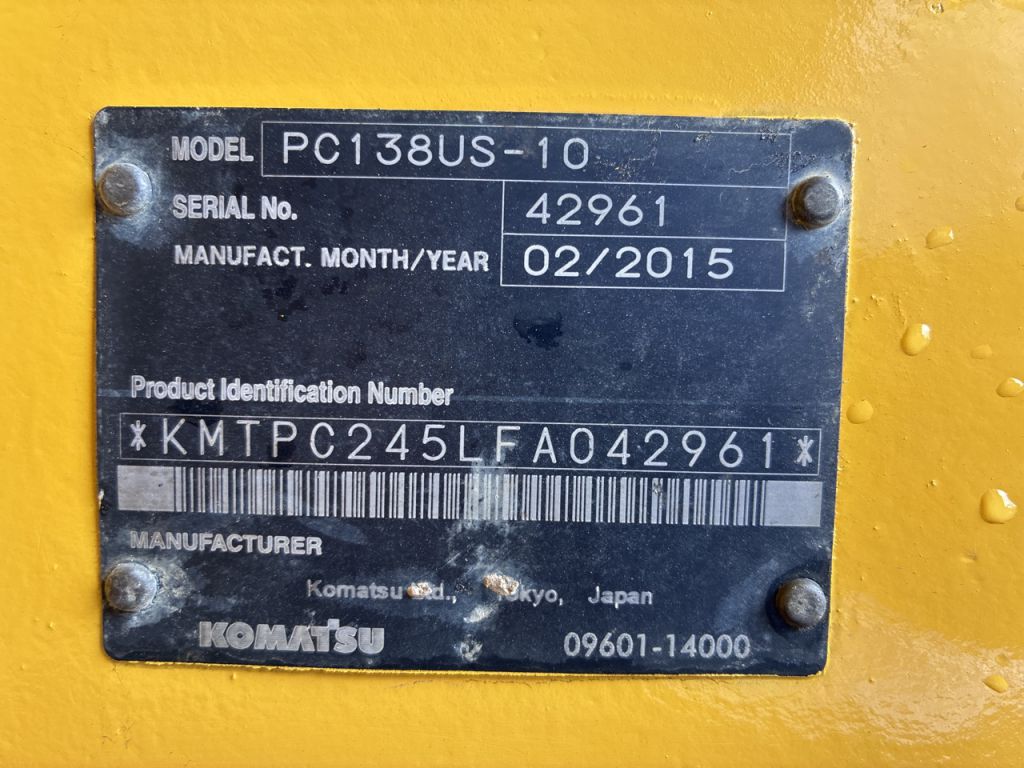 MODEL PC138US-10
SERIAL No. 42961
MANUFACT. MONTH/YEAR 02/2015
Product Identification Number
*KMTPC245LFA042961*
MANUFACTURER
Komatsu Japan
KOMATSU 09601-14000